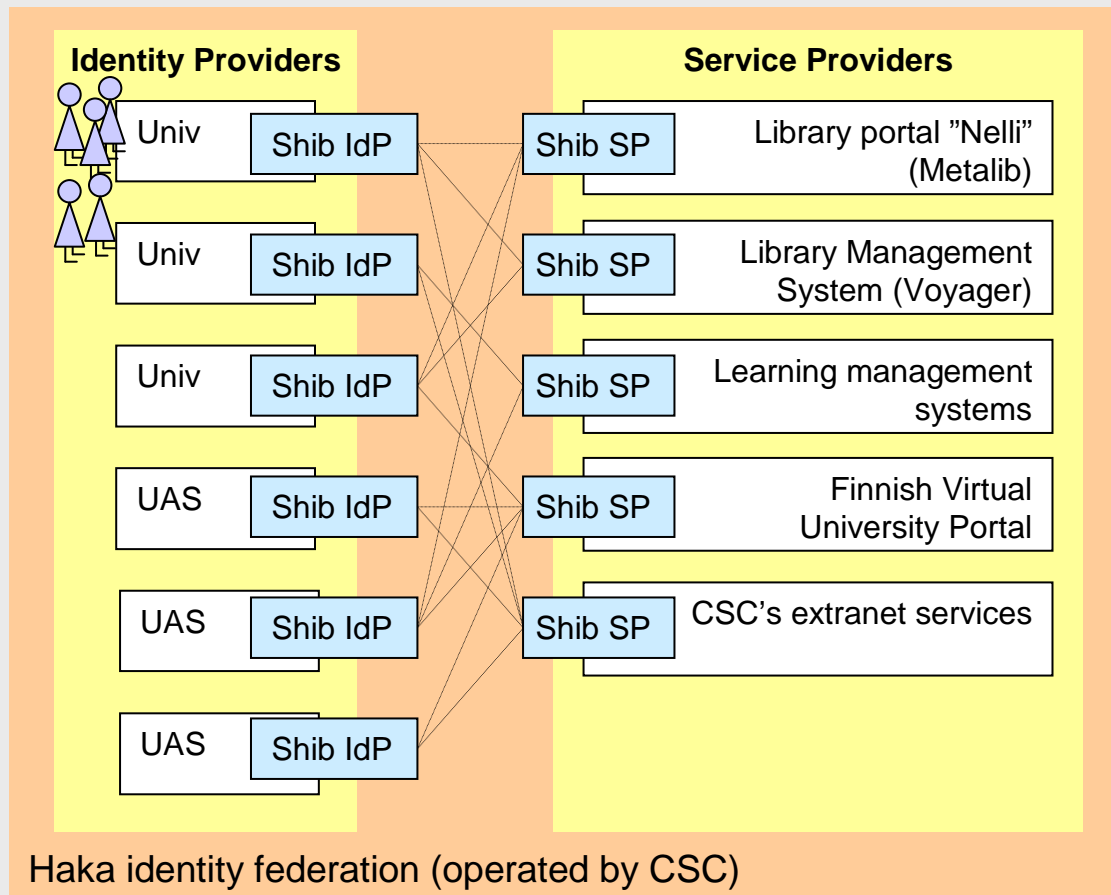 Identity Providers
Service Providers
Univ
Shib IdP
Shib SP
Library portal ”Nelli”
(Metalib)
Univ
Shib IdP
Shib SP
Library Management
System (Voyager)
Univ
Shib IdP
Shib SP
Learning management
systems
UAS
Shib IdP
Shib SP
Finnish Virtual
University Portal
UAS
Shib IdP
Shib SP
CSC’s extranet services
UAS
Shib IdP
Haka identity federation (operated by CSC)